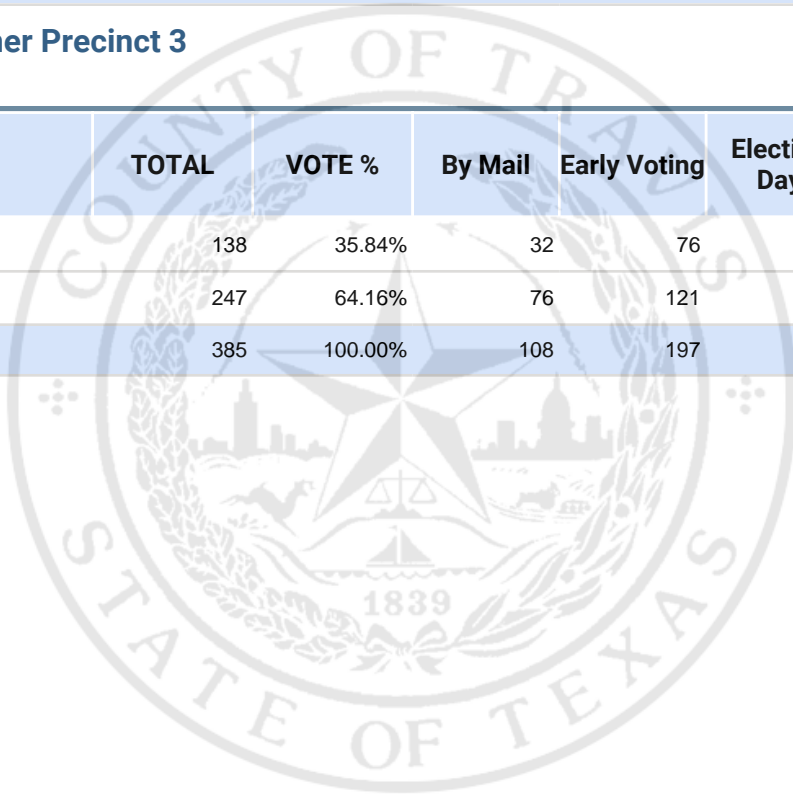 ner Precinct 3
TOTAL VOTE % By Mail Early Voting Electi
Day
138 35.84% 32 76
247 64.16% 76 121
385 100.00% 108 197
COUNTY OF TRAVIS
1839
STATE OF TEXAS